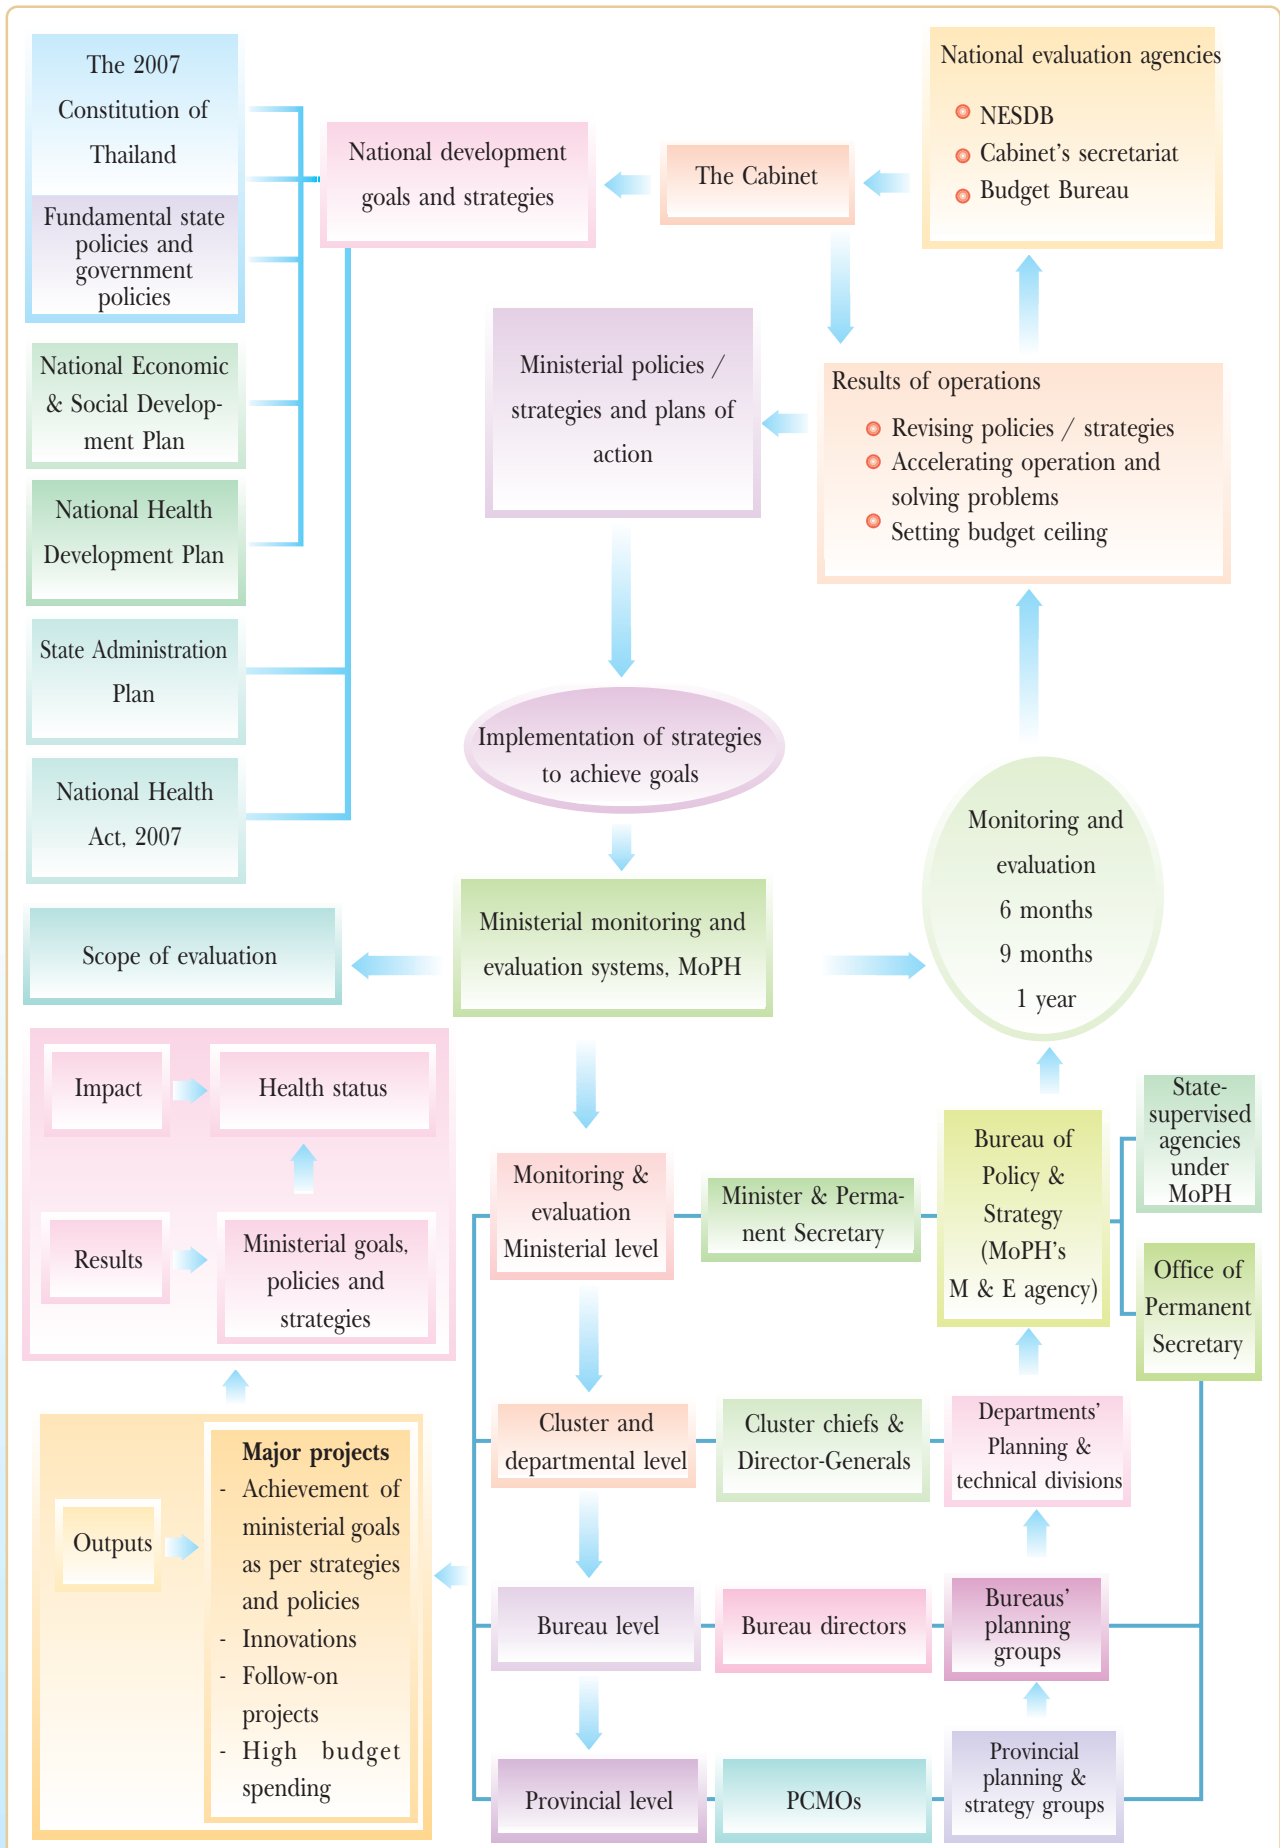 The 2007
Constitution of
Thailand
Fundamental state
policies and
government
policies
National Economic
& Social Develop-
ment Plan
National Health
Development Plan
State Administration
Plan
National Health
Act, 2007
National development
goals and strategies
The Cabinet
National evaluation agencies
NESDB
Cabinet's secretariat
Budget Bureau
Ministerial policies /
strategies and plans of
action
Results of operations
Revising policies / strategies
Accelerating operation and
solving problems
Setting budget ceiling
Implementation of strategies
to achieve goals
Monitoring and
evaluation
6 months
9 months
1 year
Scope of evaluation
Ministerial monitoring and
evaluation systems, MoPH
Impact
Health status
Results
Ministerial goals,
policies and
strategies
Outputs
Major projects
- Achievement of
ministerial goals
as per strategies
and policies
- Innovations
- Follow-on
projects
- High budget
spending
Monitoring &
evaluation
Ministerial level
Minister & Perma-
nent Secretary
Bureau of
Policy &
Strategy
(MoPH's
M & E agency)
State-
supervised
agencies
under
MoPH
Office of
Permanent
Secretary
Cluster and
departmental level
Cluster chiefs &
Director-Generals
Departments'
Planning &
technical divisions
Bureau level
Bureau directors
Bureaus'
planning
groups
Provincial level
PCMOs
Provincial
planning &
strategy groups